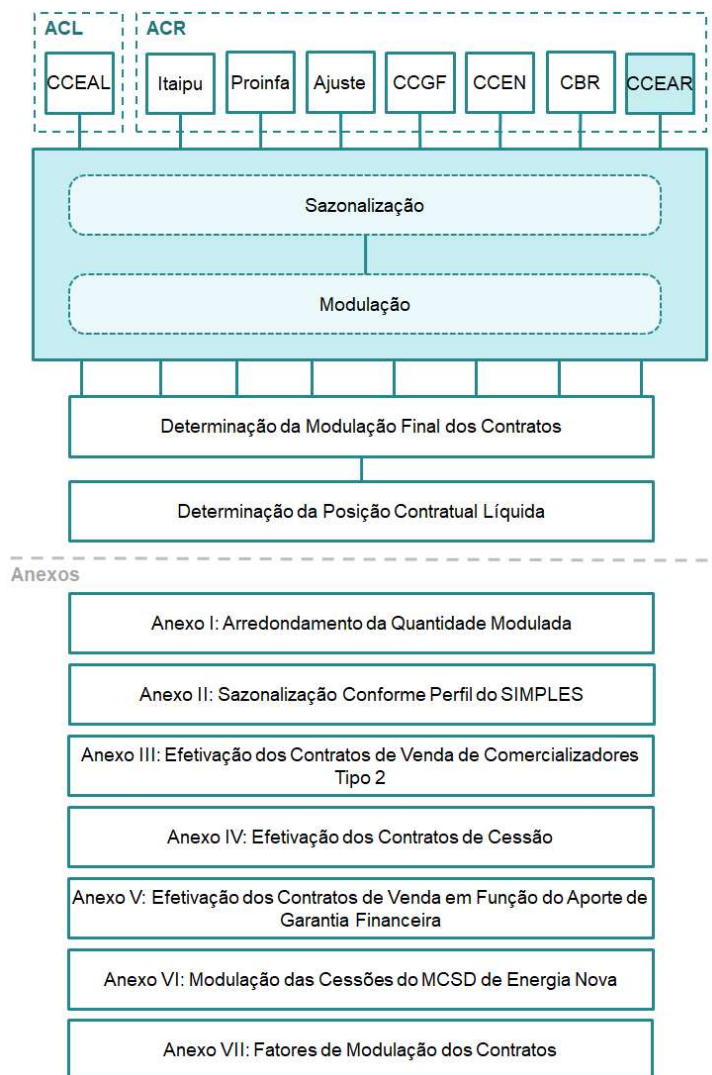 ACL
ACR
CCEAL
Itaipu
Proinfa
Ajuste
CCGF
CCEN
CBR
CCEAR
Sazonalização
Modulação
Determinação da Modulação Final dos Contratos
Determinação da Posição Contratual Líquida
Anexos
Anexo I: Arredondamento da Quantidade Modulada
Anexo II: Sazonalização Conforme Perfil do SIMPLES
Anexo III: Efetivação dos Contratos de Venda de Comercializadores
Tipo 2
Anexo IV: Efetivação dos Contratos de Cessão
Anexo V: Efetivação dos Contratos de Venda em Função do Aporte de
Garantia Financeira
Anexo VI: Modulação das Cessões do MCSD de Energia Nova
Anexo VII: Fatores de Modulação dos Contratos